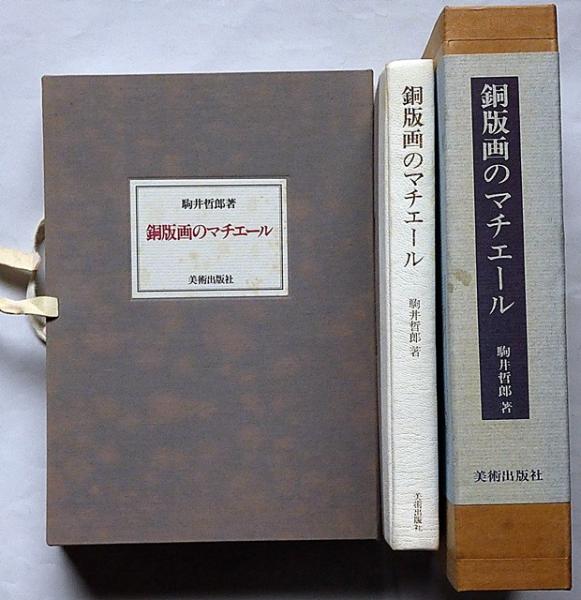 駒井哲郎著
銅版画のマチエール
美術出版社
銅版画のマチエール
駒井哲郎 著
美術出版社
銅版画のマチエール
駒井哲郎 著
美術出版社